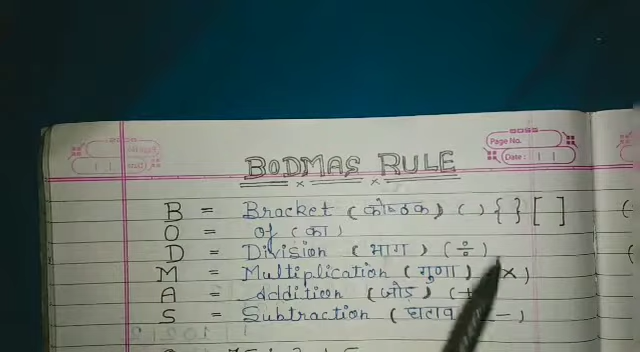 Page No.
Date :
BODMAS RULE
B = Bracket (कोष्ठक) ( ) { } [ ]
O = of (का)
D = Division (भाग) (÷)
M = Multiplication (गुणा) (×)
A = Addition (जोड़) (+
S = Subtraction (घटाव (−)